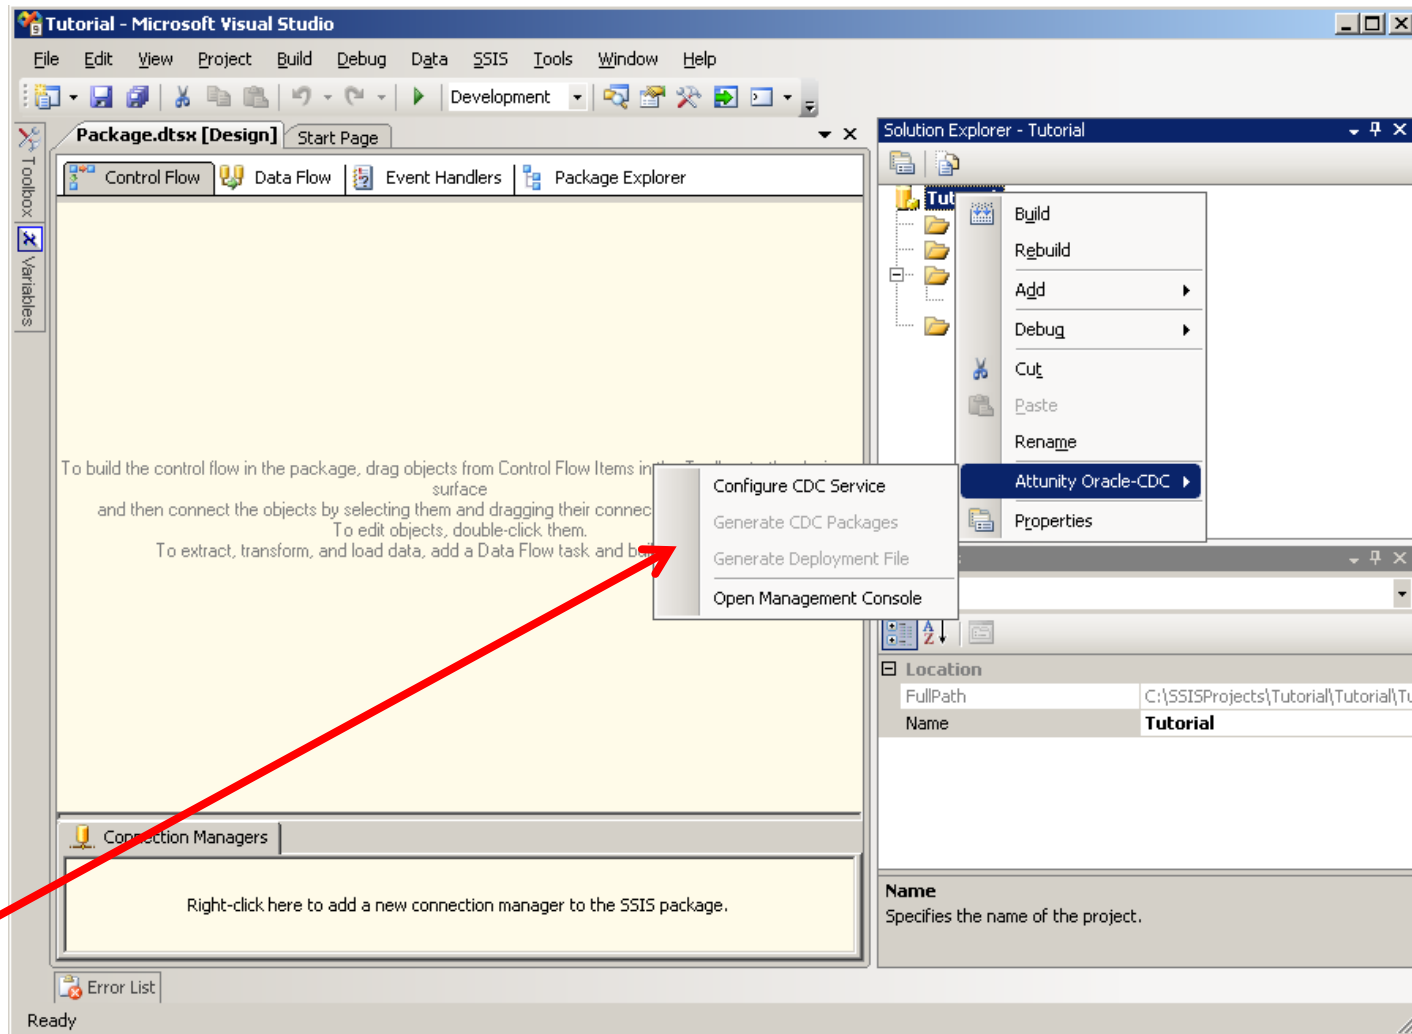 Tutorial - Microsoft Visual Studio
File Edit View Project Build Debug Data SSIS Tools Window Help
Development
Package.dtsx [Design] Start Page
Toolbox
Variables
Control Flow Data Flow Event Handlers Package Explorer
To build the control flow in the package, drag objects from Control Flow Items in
surface
and then connect the objects by selecting them and dragging their
To edit objects, double-click them.
To extract, transform, and load data, add a Data Flow task and
Connection Managers
Right-click here to add a new connection manager to the SSIS package.
Error List
Ready
Solution Explorer - Tutorial
Build
Rebuild
Add
Debug
Cut
Paste
Rename
Attunity Oracle-CDC
Properties
Configure CDC Service
Generate CDC Packages
Generate Deployment File
Open Management Console
Location
FullPath C:\SSISProjects\Tutorial\Tutorial\Tu
Name Tutorial
Name
Specifies the name of the project.